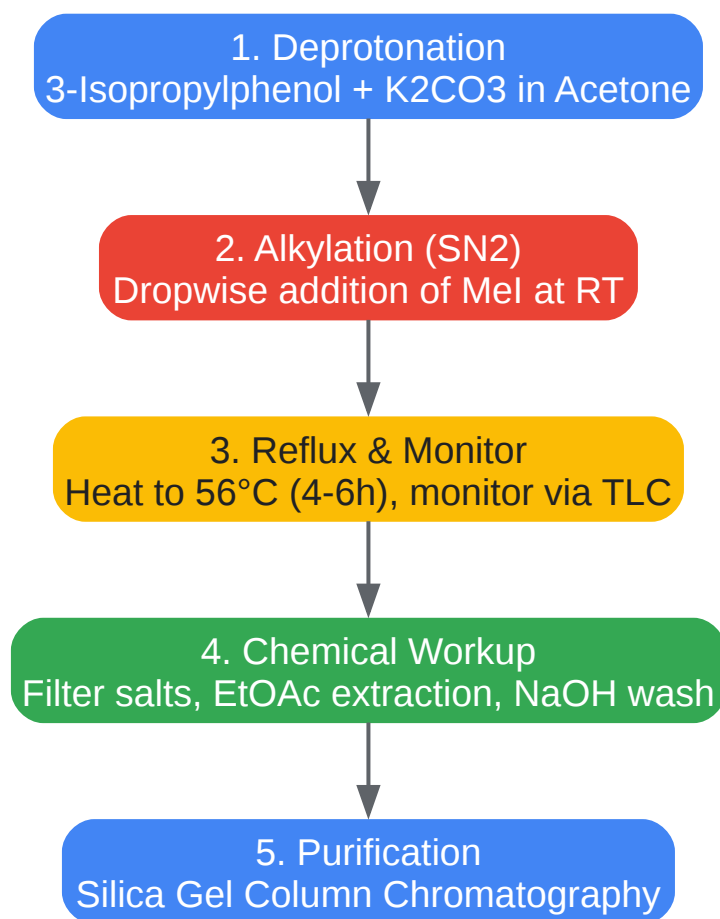 1. Deprotonation
3-Isopropylphenol + K2CO3 in Acetone
2. Alkylation (SN2)
Dropwise addition of MeI at RT
3. Reflux & Monitor
Heat to 56°C (4-6h), monitor via TLC
4. Chemical Workup
Filter salts, EtOAc extraction, NaOH wash
5. Purification
Silica Gel Column Chromatography